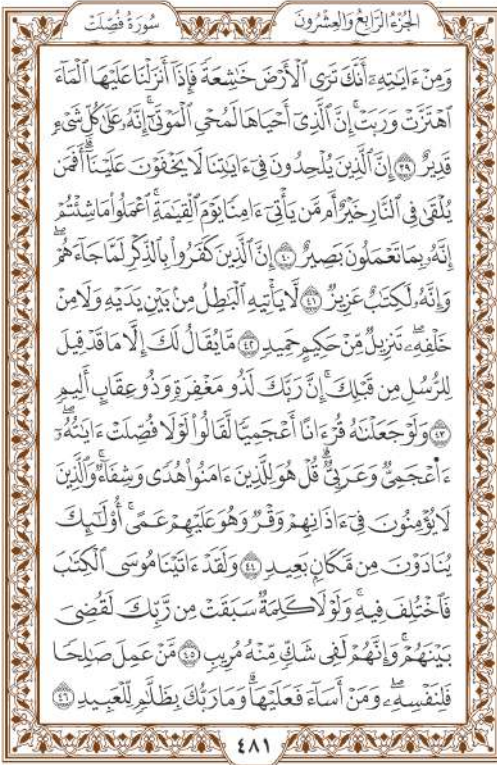 الجزء الرابع والعشرون
سورة فصلت
وَمِنْ ءَايَٰتِهِۦٓ أَنَّكَ تَرَى ٱلْأَرْضَ خَٰشِعَةً فَإِذَآ أَنزَلْنَا عَلَيْهَا ٱلْمَآءَ
ٱهْتَزَّتْ وَرَبَتْ ۚ إِنَّ ٱلَّذِىٓ أَحْيَاهَا لَمُحْىِ ٱلْمَوْتَىٰٓ ۚ إِنَّهُۥ عَلَىٰ كُلِّ شَىْءٍ
قَدِيرٌ ٣٩ إِنَّ ٱلَّذِينَ يُلْحِدُونَ فِىٓ ءَايَٰتِنَا لَا يَخْفَوْنَ عَلَيْنَآ ۗ أَفَمَن
يُلْقَىٰ فِى ٱلنَّارِ خَيْرٌ أَم مَّن يَأْتِىٓ ءَامِنًا يَوْمَ ٱلْقِيَٰمَةِ ۚ ٱعْمَلُوا۟ مَا شِئْتُمْ ۖ
إِنَّهُۥ بِمَا تَعْمَلُونَ بَصِيرٌ ٤٠ إِنَّ ٱلَّذِينَ كَفَرُوا۟ بِٱلذِّكْرِ لَمَّا جَآءَهُمْ ۖ
وَإِنَّهُۥ لَكِتَٰبٌ عَزِيزٌ ٤١ لَّا يَأْتِيهِ ٱلْبَٰطِلُ مِنۢ بَيْنِ يَدَيْهِ وَلَا مِنْ
خَلْفِهِۦ ۖ تَنزِيلٌ مِّنْ حَكِيمٍ حَمِيدٍ ٤٢ مَّا يُقَالُ لَكَ إِلَّا مَا قَدْ قِيلَ
لِلرُّسُلِ مِن قَبْلِكَ ۚ إِنَّ رَبَّكَ لَذُو مَغْفِرَةٍ وَذُو عِقَابٍ أَلِيمٍ
٤٣ وَلَوْ جَعَلْنَٰهُ قُرْءَانًا أَعْجَمِيًّا لَّقَالُوا۟ لَوْلَا فُصِّلَتْ ءَايَٰتُهُۥٓ ۖ
ءَا۬عْجَمِىٌّ وَعَرَبِىٌّ ۗ قُلْ هُوَ لِلَّذِينَ ءَامَنُوا۟ هُدًى وَشِفَآءٌ ۖ وَٱلَّذِينَ
لَا يُؤْمِنُونَ فِىٓ ءَاذَانِهِمْ وَقْرٌ وَهُوَ عَلَيْهِمْ عَمًى ۚ أُو۟لَٰٓئِكَ
يُنَادَوْنَ مِن مَّكَانٍۭ بَعِيدٍ ٤٤ وَلَقَدْ ءَاتَيْنَا مُوسَى ٱلْكِتَٰبَ
فَٱخْتُلِفَ فِيهِ ۗ وَلَوْلَا كَلِمَةٌ سَبَقَتْ مِن رَّبِّكَ لَقُضِىَ
بَيْنَهُمْ ۚ وَإِنَّهُمْ لَفِى شَكٍّ مِّنْهُ مُرِيبٍ ٤٥ مَّنْ عَمِلَ صَٰلِحًا
فَلِنَفْسِهِۦ ۖ وَمَنْ أَسَآءَ فَعَلَيْهَا ۗ وَمَا رَبُّكَ بِظَلَّٰمٍ لِّلْعَبِيدِ ٤٦
٤٨١